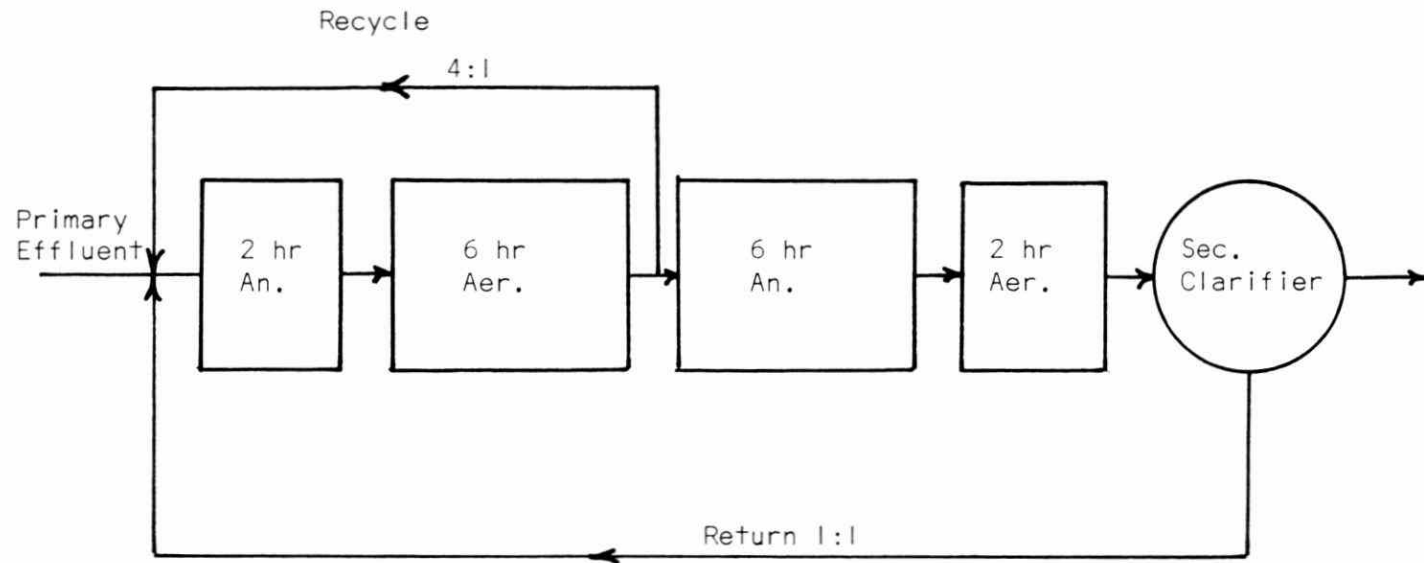 Recycle
4:1
Primary
Effluent
2 hr
An.
6 hr
Aer.
6 hr
An.
2 hr
Aer.
Sec.
Clarifier
Return 1:1